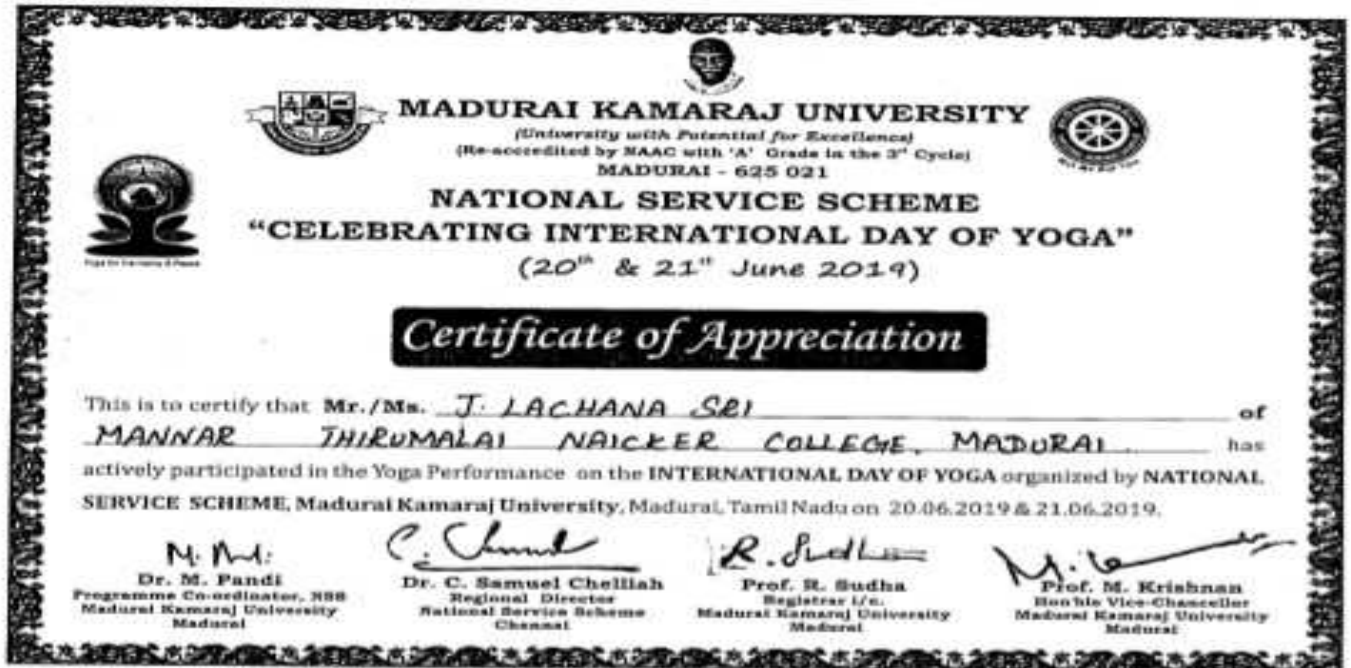 MADURAI KAMARAJ UNIVERSITY
(University with Potential for Excellence)
(Re-accredited by NAAC with 'A' Grade in the 3rd Cycle)
MADURAI - 625 021
NATIONAL SERVICE SCHEME
"CELEBRATING INTERNATIONAL DAY OF YOGA"
(20th & 21st June 2019)
Yoga for Harmony & Peace
Certificate of Appreciation
This is to certify that Mr./Ms. J. LACHANA SRI of
MANNAR THIRUMALAI NAICKER COLLEGE, MADURAI. has
actively participated in the Yoga Performance on the INTERNATIONAL DAY OF YOGA organized by NATIONAL
SERVICE SCHEME, Madurai Kamaraj University, Madurai, Tamil Nadu on 20.06.2019 & 21.06.2019.
Dr. M. Pandi
Programme Co-ordinator, NSS
Madurai Kamaraj University
Madurai
Dr. C. Samuel Chelliah
Regional Director
National Service Scheme
Chennai
R. Sudha
Prof. R. Sudha
Registrar i/c.
Madurai Kamaraj University
Madurai
Prof. M. Krishnan
Hon'ble Vice-Chancellor
Madurai Kamaraj University
Madurai